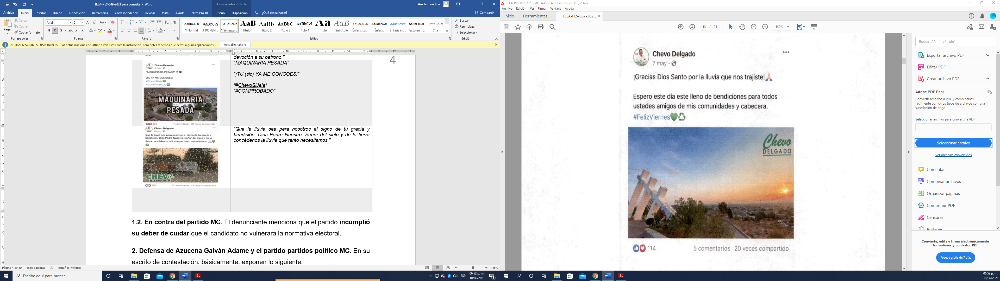 TEEA-PES-049-2021 para consulta - Word
Herramientas de tabla
Auxiliar Juridico
Archivo Inicio Insertar Diseño Disposición Referencias Correspondencia Revisar Vista Ayuda Nitro Pro 10 Diseño Disposición ¿Qué desea hacer? Compartir
Pegar
Cortar
Copiar
Copiar formato
Arial 9
AaBbCcDc AaBbCcL AaBbCcDc AaB AaBb AaBbC AaBbCcl Aa AaB AaBbCcDdL AaBbCcDdL AaBbCcDdL AaBbCcDdE AaBbCcDc
¶ Normal ¶ PONEN... ¶ Sin espa... Título 1 Título 2 Título 3 Título 4 Título Subtítulo Énfasis sutil Énfasis Énfasis int... Texto en n... Cita
Buscar
Reemplazar
Seleccionar
Portapapeles Fuente Párrafo Estilos Edición
ACTUALIZACIONES DISPONIBLES Las actualizaciones de Office están listas para la instalación, pero antes tenemos que cerrar algunas aplicaciones. Actualizar ahora
devoción a su patrono.”
“MAQUINARIA PESADA”
“¡TU (sic) YA ME CONCOES!”
“#ChevoSiJala”
“#COMPROBADO”
4
Chevo Delgado
6 may
"MAQUINARIA PESADA"
¡TU YA ME CONOCES!
#ChevoSiJala
#COMPROBADO
MAQUINARIA
PESADA
206 7 comentarios 81 veces compartido
Chevo Delgado
6 may
Que la lluvia sea para nosotros el signo de tu gracia y
bendición. Dios Padre Nuestro, Señor del cielo y de la
tierra concédenos la lluvia que tanto necesitamos.
CHEVO
DELGADO
265 17 comentarios 48 veces compartido
“Que la lluvia sea para nosotros el signo de tu gracia y
bendición. Dios Padre Nuestro, Señor del cielo y de la tierra
concédenos la lluvia que tanto necesitamos.”
1.2. En contra del partido MC. El denunciante menciona que el partido incumplió
su deber de cuidar que el candidato no vulnerara la normativa electoral.
2. Defensa de Azucena Galván Adame y el partido partidos político MC. En su
escrito de contestación, básicamente, exponen lo siguiente:
Página 4 de 10 3580 palabras Español (México) 155%
Escribe aquí para buscar
ESP
06:52 p. m.
10/06/2021
TEEA-PES-067-2021.pdf - Adobe Acrobat Reader DC (32-bit)
Archivo Edición Ver Firmar Ventana Ayuda
Inicio Herramientas TEEA-PES-067-202...
13 / 124 150%
Chevo Delgado
7 may
¡Gracias Dios Santo por la lluvia que nos trajiste!
Espero este día este lleno de bendiciones para todos
ustedes amigos de mis comunidades y cabecera.
#FelizViernes
Chevo
DELGADO
114 5 comentarios 20 veces compartido
Buscar 'Añadir vínculo'
Exportar archivo PDF
Editar PDF
Crear archivo PDF
Adobe PDF Pack
Convertir archivos a PDF y combinarlos
fácilmente con otros tipos de archivos con una
suscripción de pago
Seleccionar archivo para convertir a PDF
Seleccionar archivo
Ver archivos convertidos
Comentar
Combinar archivos
Organizar páginas
Comprimir PDF
Censurar
Proteger
Convierte, edita y firma electrónicamente
formularios y contratos PDF
Prueba gratis de 7 días
06:52 p. m.
10/06/2021